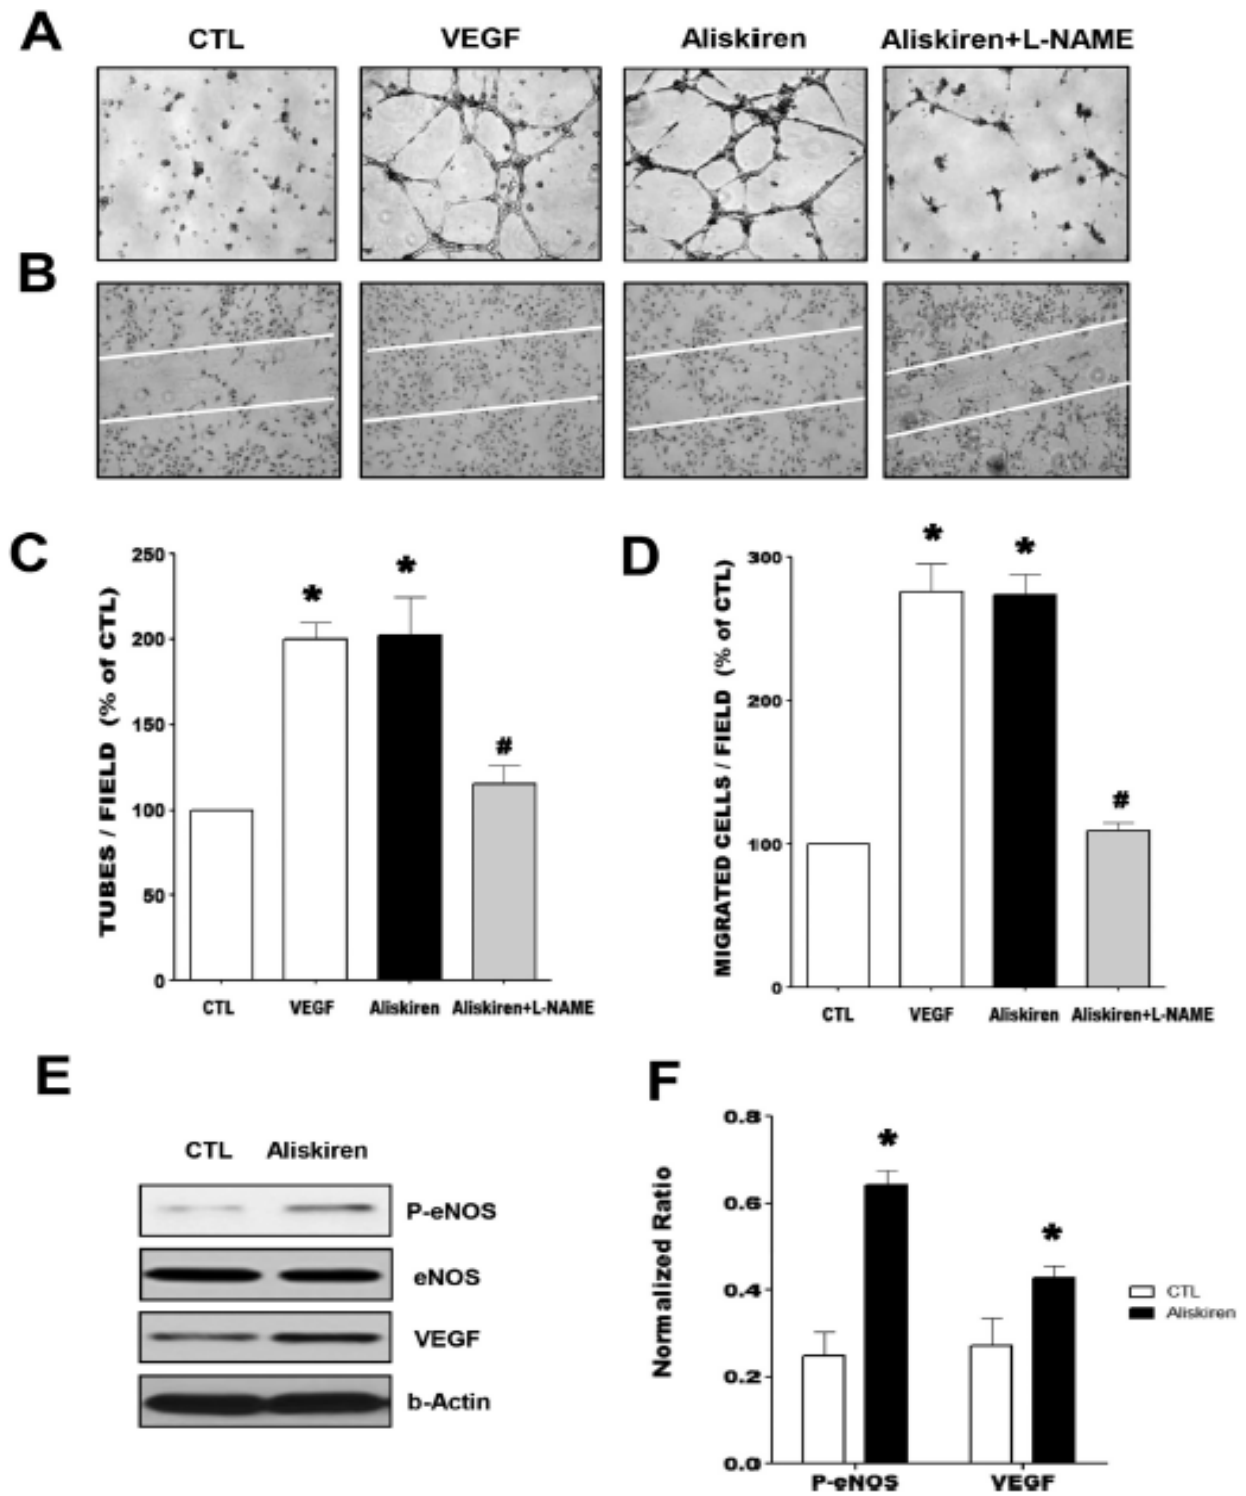 A
CTL VEGF Aliskiren Aliskiren+L-NAME
B
C
TUBES / FIELD (% of CTL)
250
200
150
100
50
0
* * #
CTL VEGF Aliskiren Aliskiren+L-NAME
D
MIGRATED CELLS / FIELD (% of CTL)
300
200
100
0
* * #
CTL VEGF Aliskiren Aliskiren+L-NAME
E
CTL Aliskiren
P-eNOS
eNOS
VEGF
b-Actin
F
Normalized Ratio
0.8
0.6
0.4
0.2
0.0
* *
P-eNOS VEGF
CTL
Aliskiren